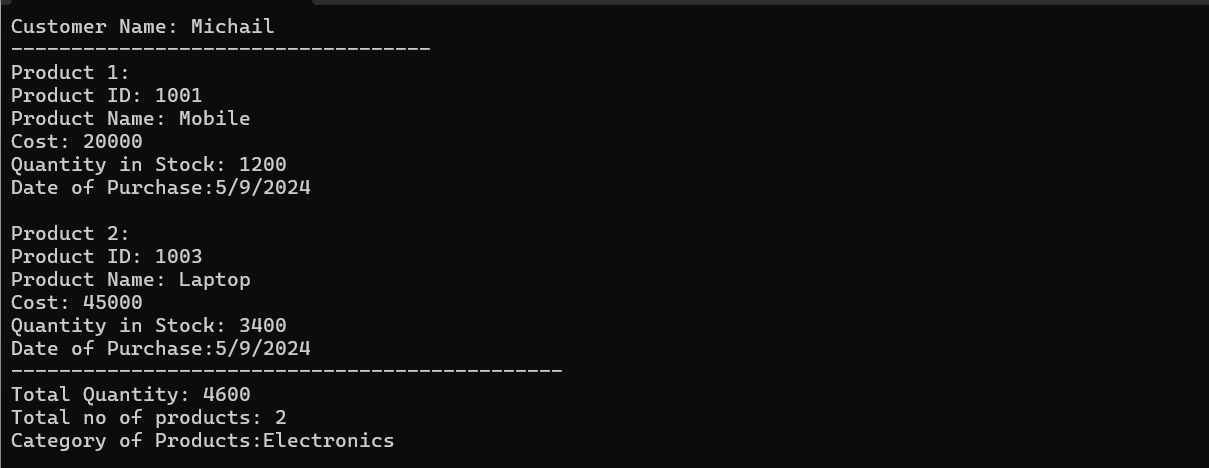 Customer Name: Michail
-----------------------------------
Product 1:
Product ID: 1001
Product Name: Mobile
Cost: 20000
Quantity in Stock: 1200
Date of Purchase:5/9/2024

Product 2:
Product ID: 1003
Product Name: Laptop
Cost: 45000
Quantity in Stock: 3400
Date of Purchase:5/9/2024
----------------------------------------------
Total Quantity: 4600
Total no of products: 2
Category of Products:Electronics